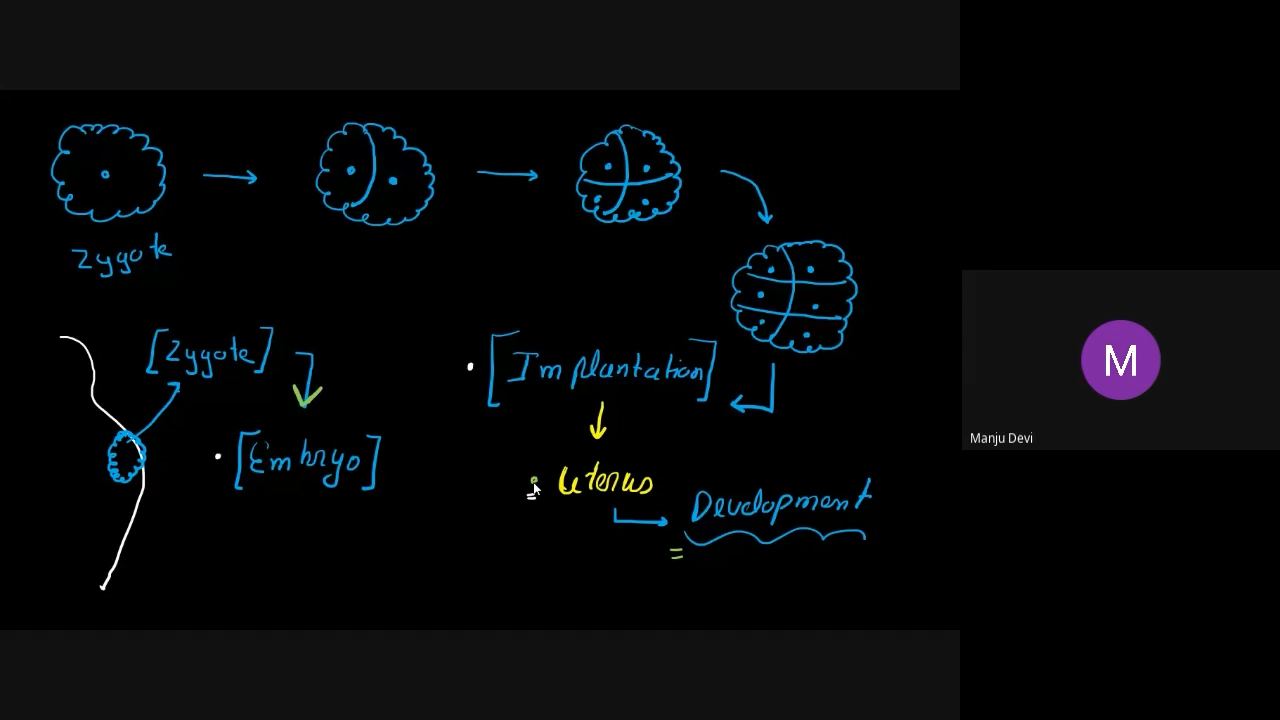 Zygote
[Zygote]
[Implantation]
[Embryo]
Uterus
Development
=
M
Manju Devi